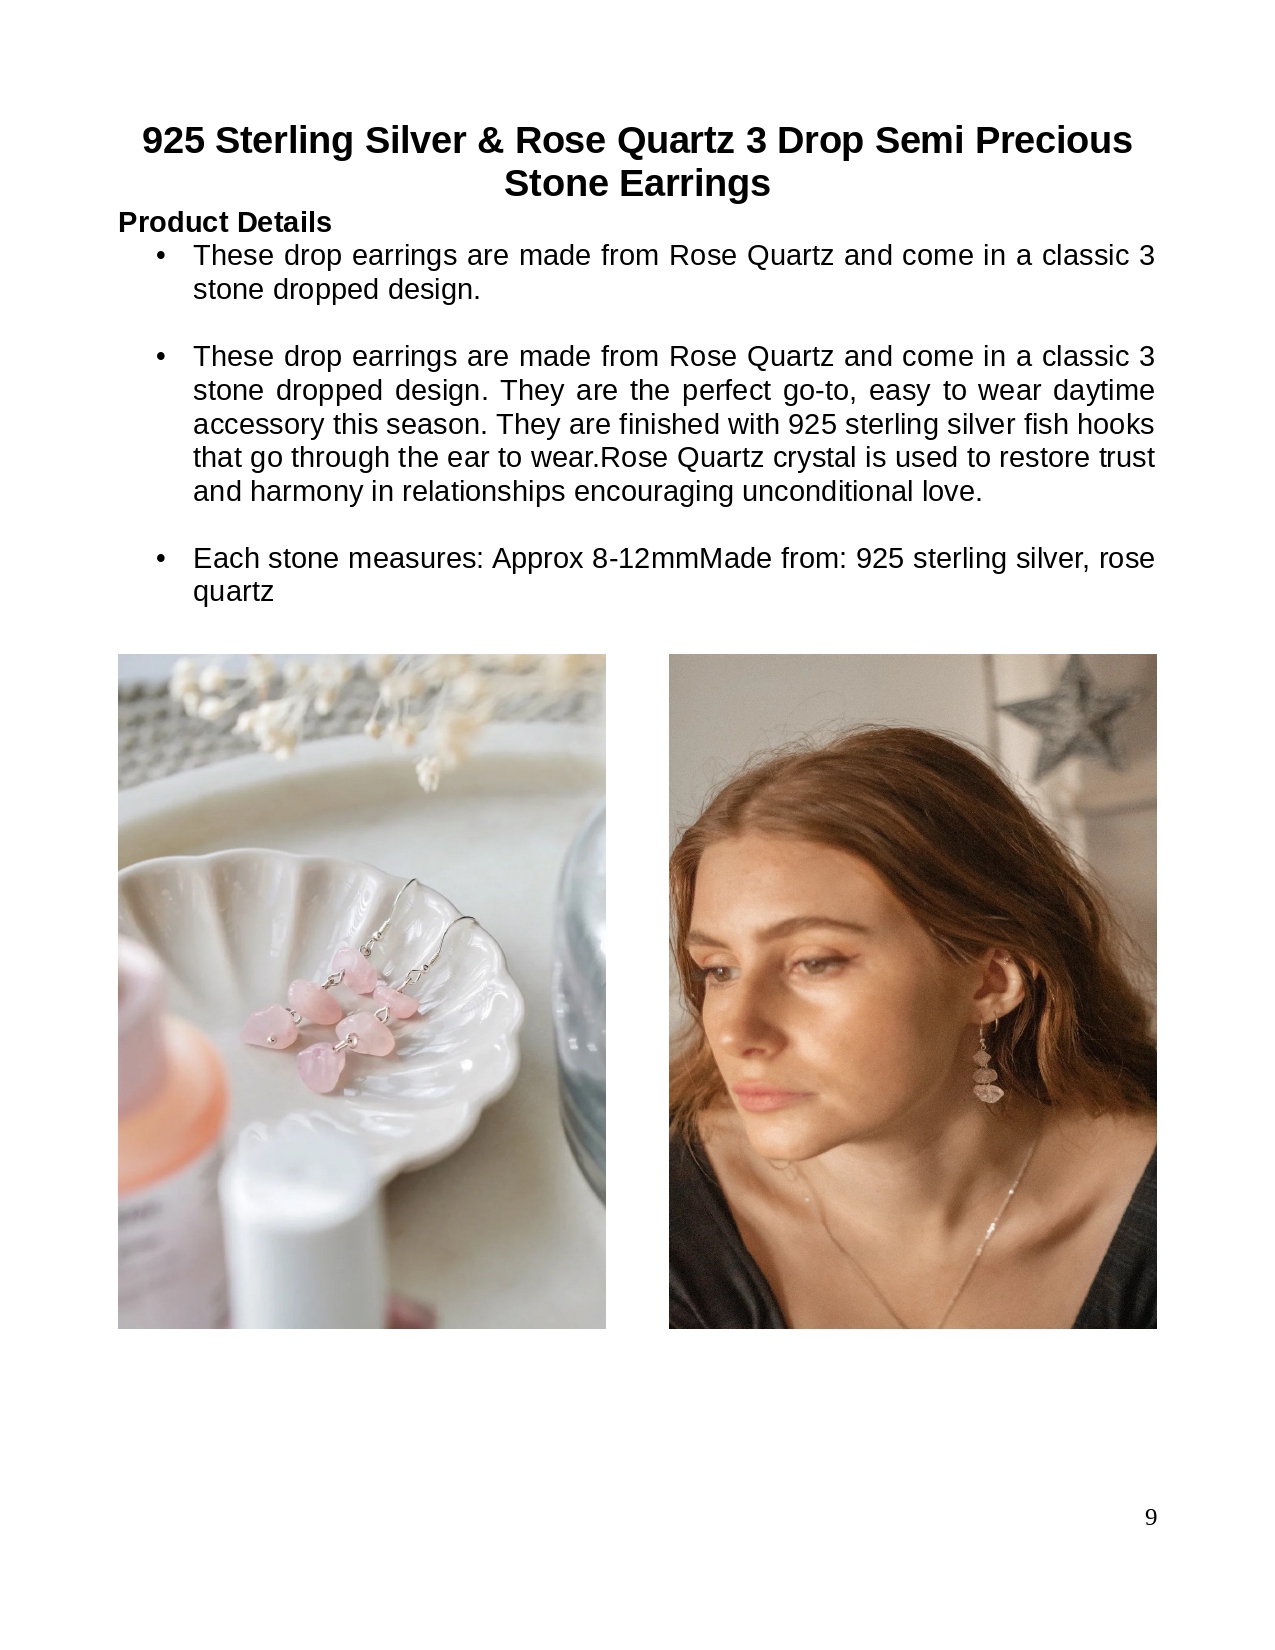 925 Sterling Silver & Rose Quartz 3 Drop Semi Precious
Stone Earrings
Product Details
• These drop earrings are made from Rose Quartz and come in a classic 3
stone dropped design.
• These drop earrings are made from Rose Quartz and come in a classic 3
stone dropped design. They are the perfect go-to, easy to wear daytime
accessory this season. They are finished with 925 sterling silver fish hooks
that go through the ear to wear.Rose Quartz crystal is used to restore trust
and harmony in relationships encouraging unconditional love.
• Each stone measures: Approx 8-12mmMade from: 925 sterling silver, rose
quartz
9